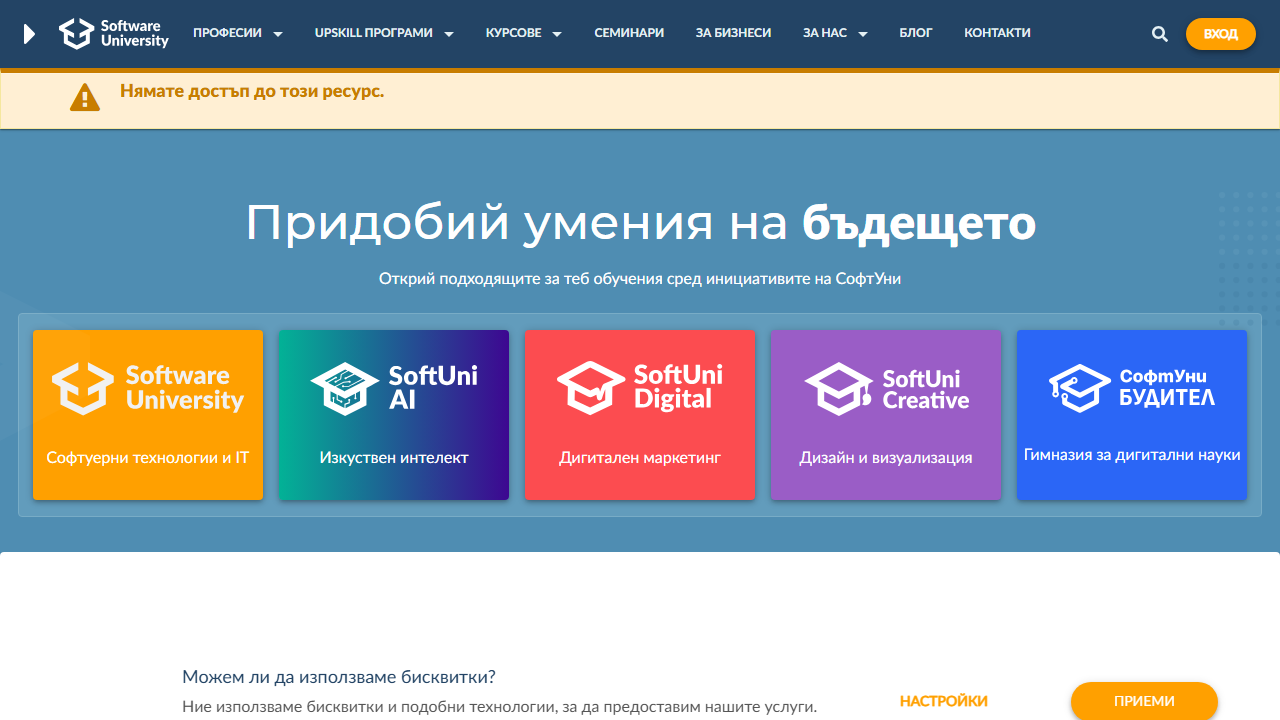 Software
University
ПРОФЕСИИ
UPSKILL ПРОГРАМИ
КУРСОВЕ
СЕМИНАРИ
ЗА БИЗНЕСИ
ЗА НАС
БЛОГ
КОНТАКТИ
ВХОД
Нямате достъп до този ресурс.
Придобий умения на бъдещето
Открий подходящите за теб обучения сред инициативите на СофтУни
Software
University
Софтуерни технологии и IT
SoftUni
AI
Изкуствен интелект
SoftUni
Digital
Дигитален маркетинг
SoftUni
Creative
Дизайн и визуализация
СофтУни
БУДИТЕЛ
Гимназия за дигитални науки
Можем ли да използваме бисквитки?
Ние използваме бисквитки и подобни технологии, за да предоставим нашите услуги.
НАСТРОЙКИ
ПРИЕМИ